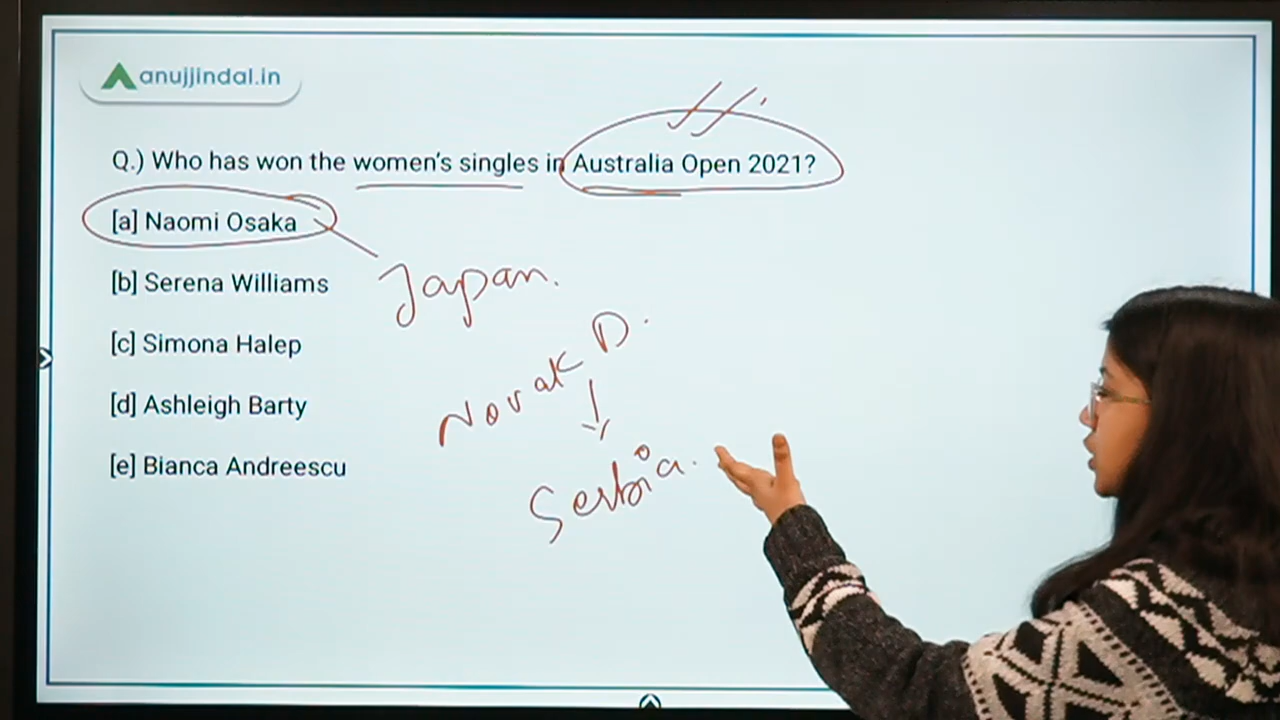 anujjindal.in
Q.) Who has won the women's singles in Australia Open 2021?
[a] Naomi Osaka
Japan.
[b] Serena Williams
[c] Simona Halep
Novak D.
[d] Ashleigh Barty
[e] Bianca Andreescu
Serbia.